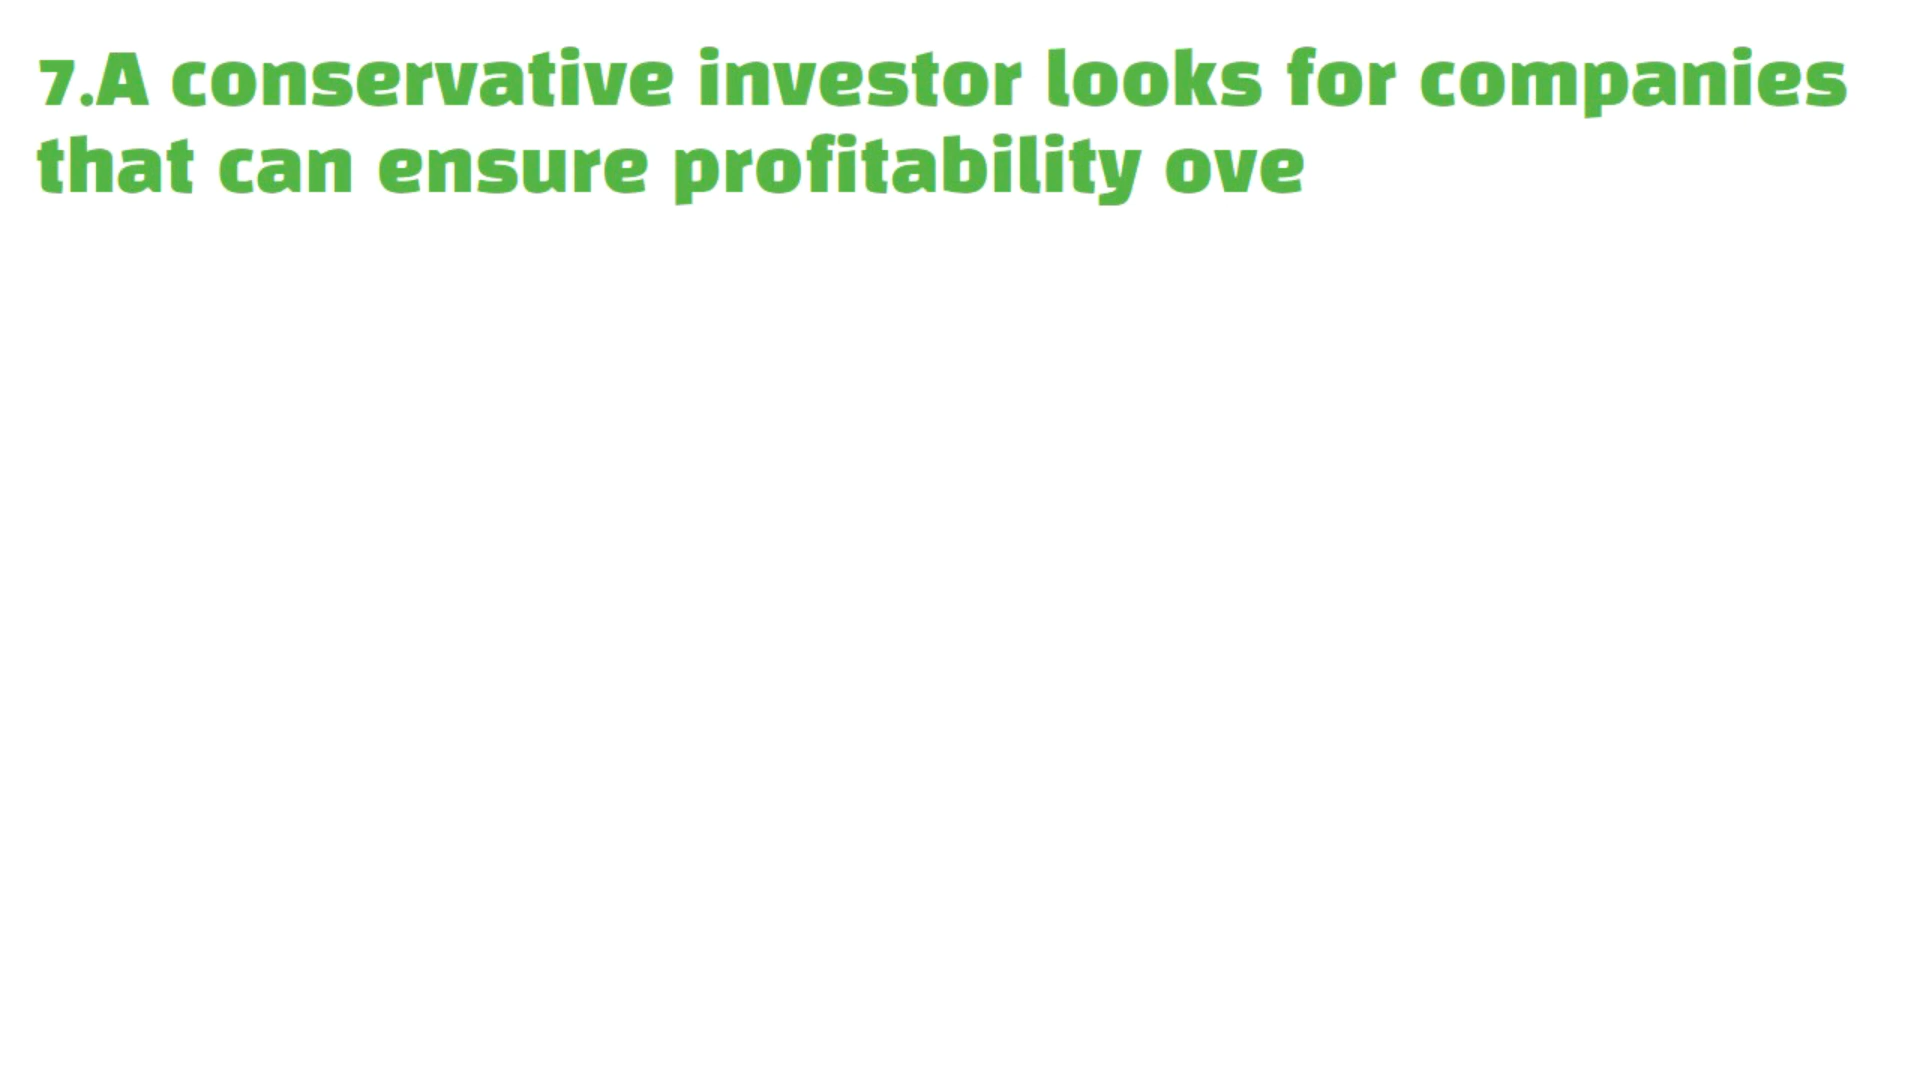 7.A conservative investor looks for companies
that can ensure profitability ove